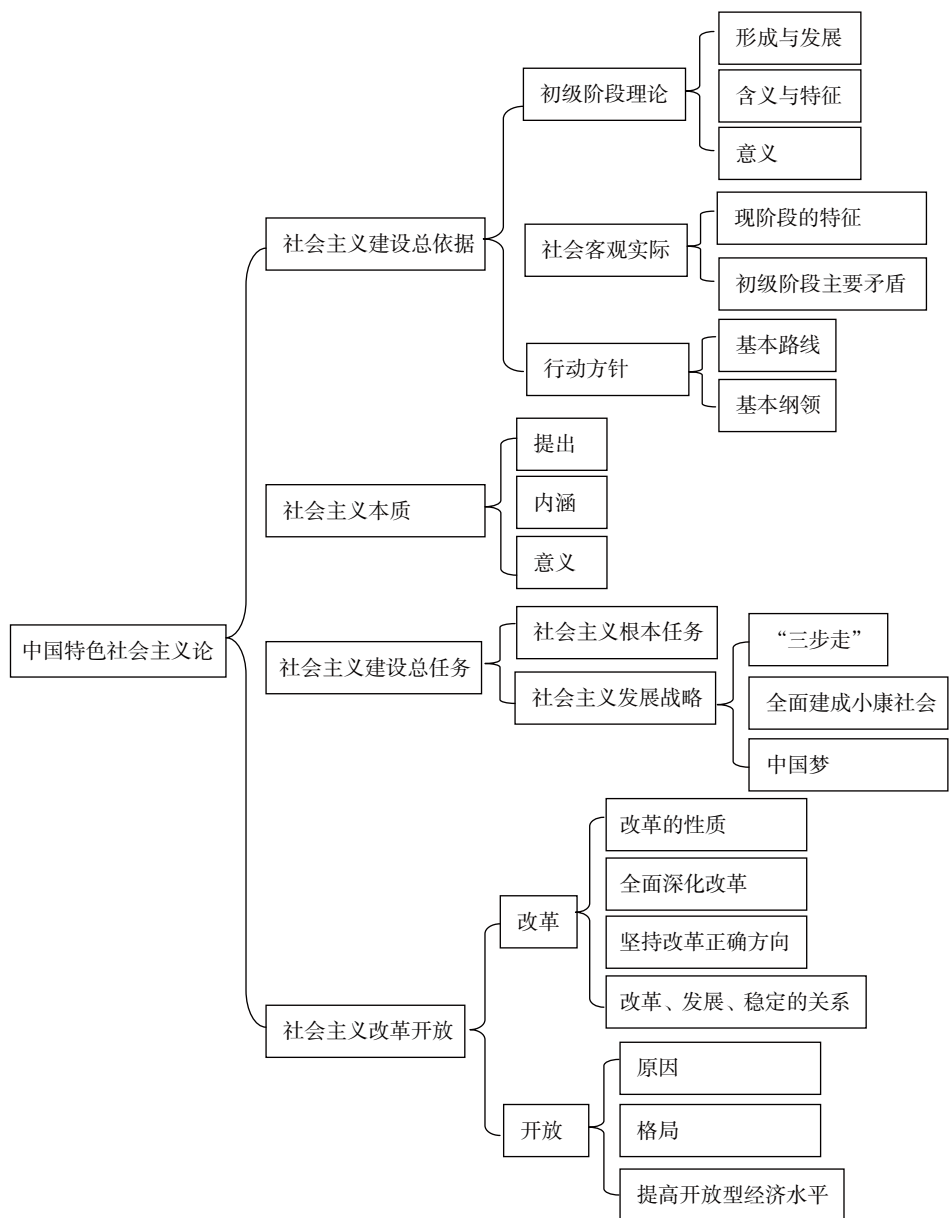 形成与发展
初级阶段理论
含义与特征
意义
现阶段的特征
社会主义建设总依据
社会客观实际
初级阶段主要矛盾
基本路线
行动方针
基本纲领
提出
社会主义本质
内涵
意义
社会主义根本任务
“三步走”
中国特色社会主义论
社会主义建设总任务
社会主义发展战略
全面建成小康社会
中国梦
改革的性质
全面深化改革
改革
坚持改革正确方向
改革、发展、稳定的关系
社会主义改革开放
原因
开放
格局
提高开放型经济水平